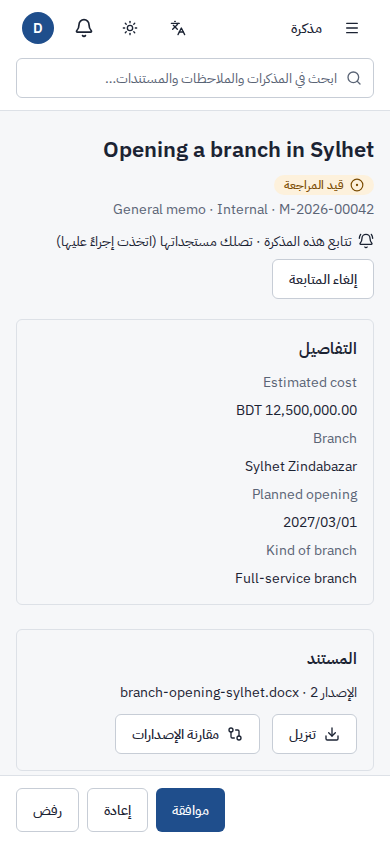 مذكرة
D
ابحث في المذكرات والملاحظات والمستندات...
Opening a branch in Sylhet
قيد المراجعة
General memo · Internal · M-2026-00042
تتابع هذه المذكرة · تصلك مستجداتها (اتخذت إجراءً عليها)
إلغاء المتابعة
التفاصيل
Estimated cost
BDT 12,500,000.00
Branch
Sylhet Zindabazar
Planned opening
2027/03/01
Kind of branch
Full-service branch
المستند
branch-opening-sylhet.docx · الإصدار 2
تنزيل
مقارنة الإصدارات
موافقة
إعادة
رفض